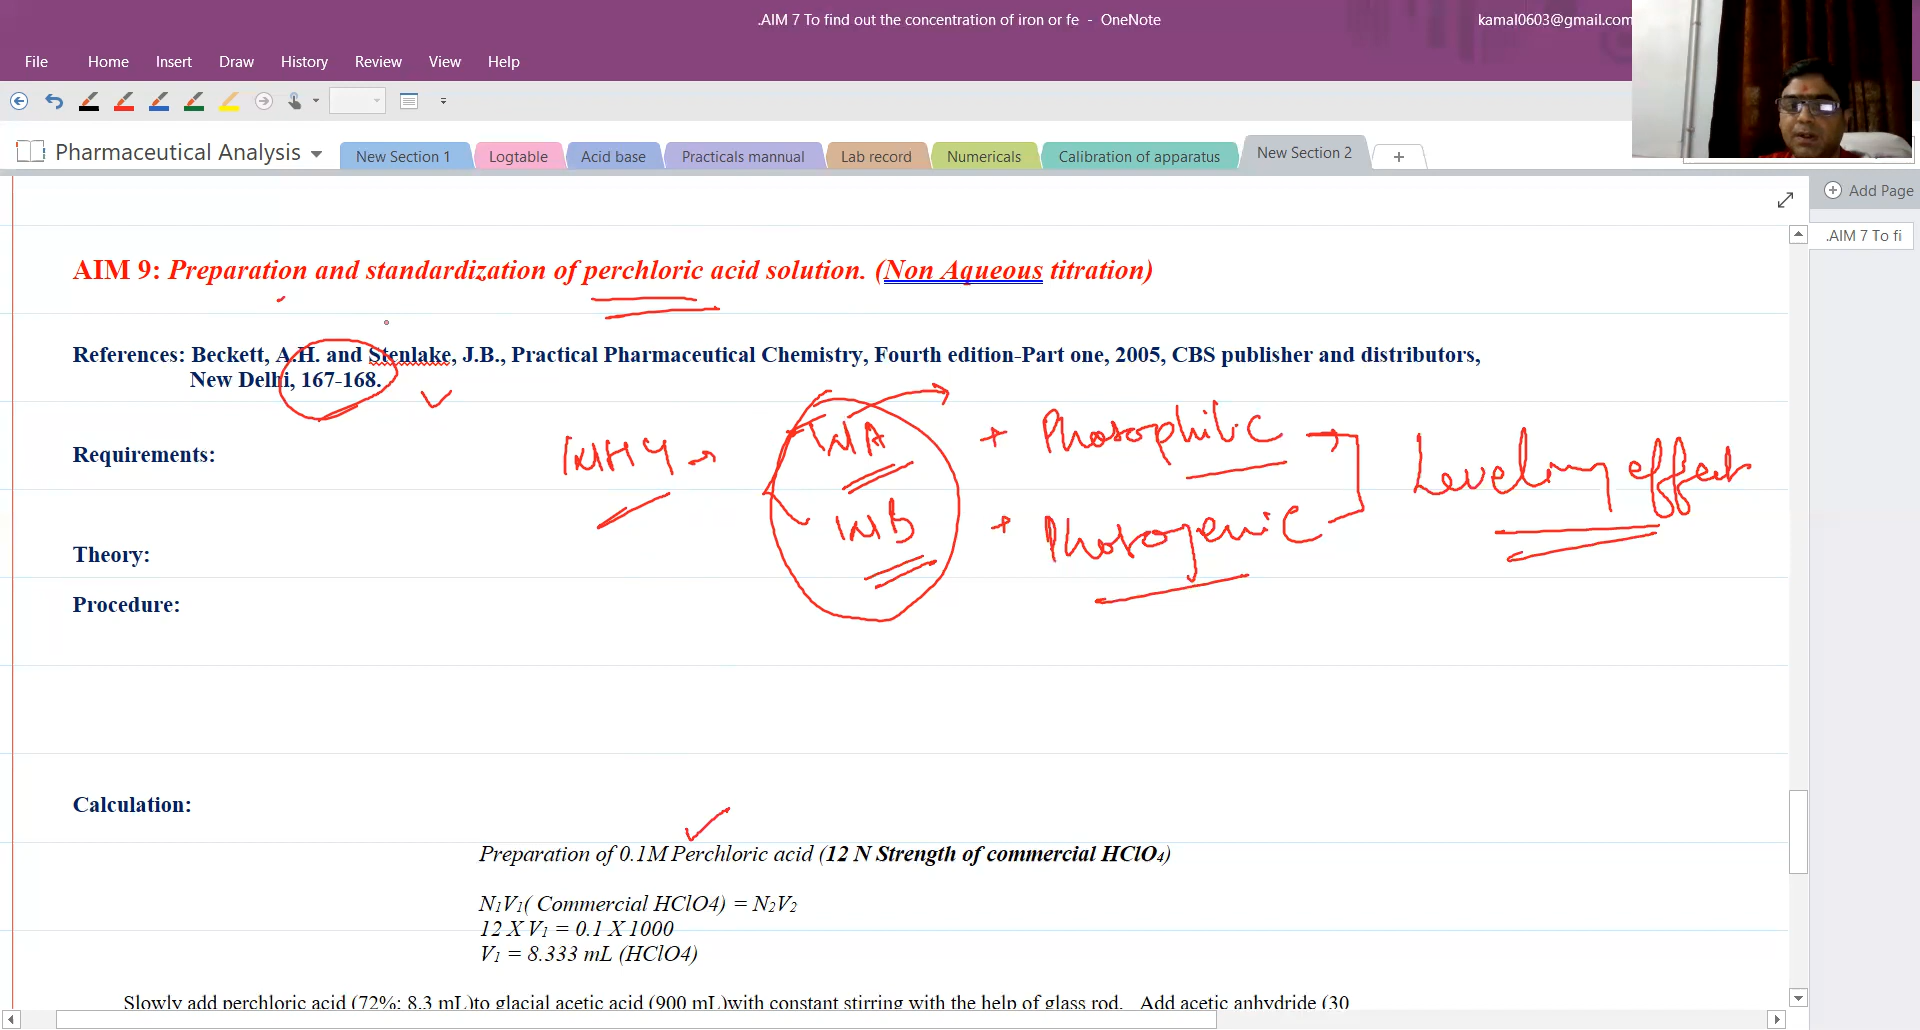 .AIM 7 To find out the concentration of iron or fe - OneNote
kamal0603@gmail.com
File Home Insert Draw History Review View Help
Pharmaceutical Analysis
New Section 1 Logtable Acid base Practicals mannual Lab record Numericals Calibration of apparatus New Section 2 +
Add Page
.AIM 7 To fi
AIM 9: Preparation and standardization of perchloric acid solution. (Non Aqueous titration)
References: Beckett, A.H. and Stenlake, J.B., Practical Pharmaceutical Chemistry, Fourth edition-Part one, 2005, CBS publisher and distributors,
New Delhi, 167-168.
WHY → WA + Photophilic
Leveling effect
Requirements:
WB + Photogenic
Theory:
Procedure:
Calculation:
Preparation of 0.1M Perchloric acid (12 N Strength of commercial HClO4)
N1V1( Commercial HClO4) = N2V2
12 X V1 = 0.1 X 1000
V1 = 8.333 mL (HClO4)
Slowly add perchloric acid (72%; 8.3 mL)to glacial acetic acid (900 mL)with constant stirring with the help of glass rod. Add acetic anhydride (30